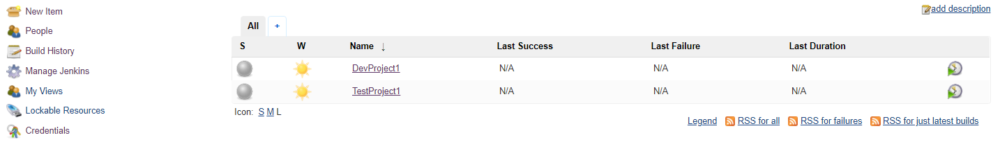 New Item
People
Build History
Manage Jenkins
My Views
Lockable Resources
Credentials
add description
All +
S W Name ↓ Last Success Last Failure Last Duration
DevProject1 N/A N/A N/A
TestProject1 N/A N/A N/A
Icon: S M L
Legend RSS for all RSS for failures RSS for just latest builds